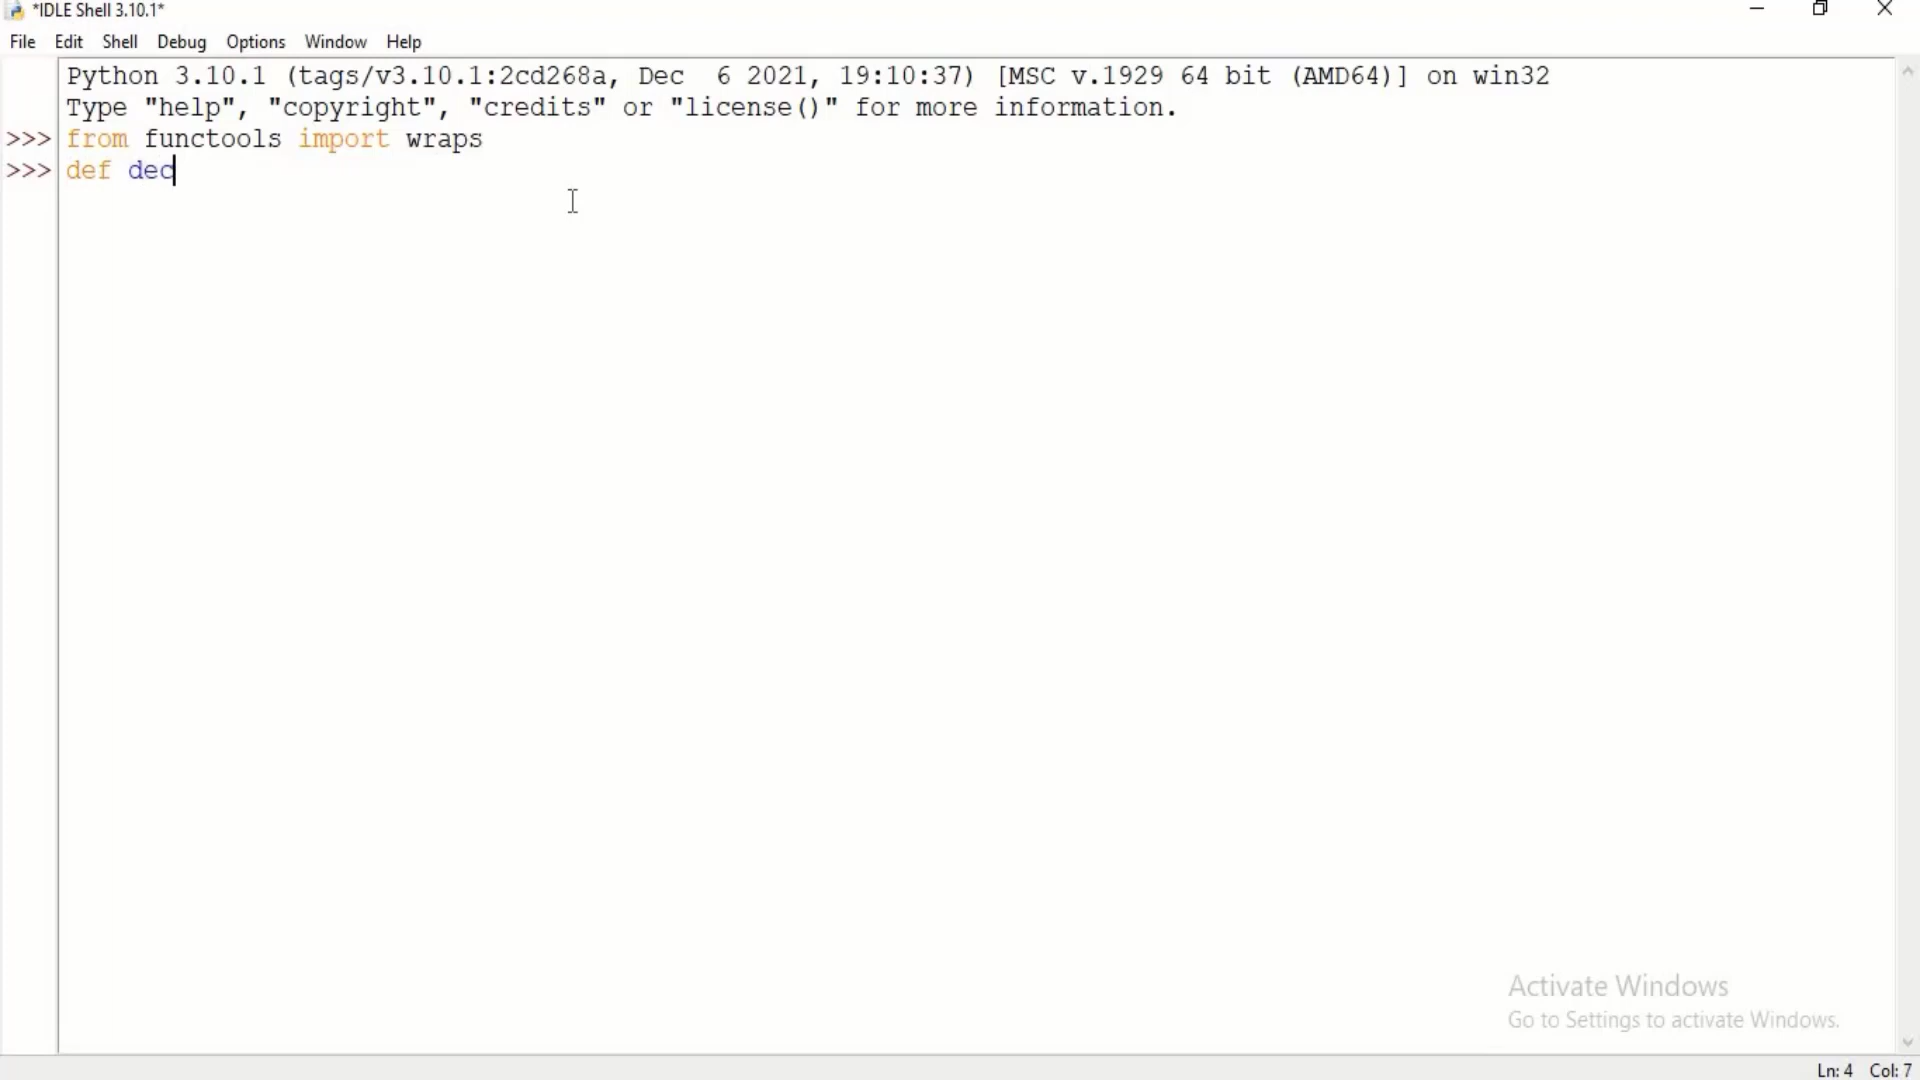 *IDLE Shell 3.10.1*
File Edit Shell Debug Options Window Help
Python 3.10.1 (tags/v3.10.1:2cd268a, Dec  6 2021, 19:10:37) [MSC v.1929 64 bit (AMD64)] on win32
Type "help", "copyright", "credits" or "license()" for more information.
>>> from functools import wraps
>>> def dec
Activate Windows
Go to Settings to activate Windows.
Ln: 4 Col: 7